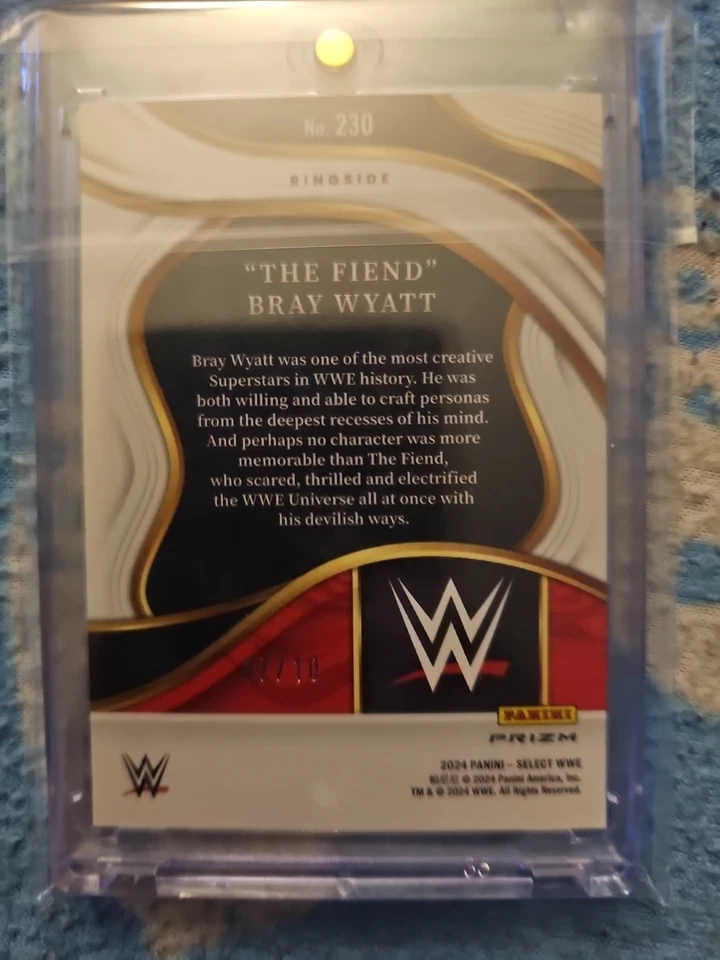 No. 230
RINGSIDE
"THE FIEND"
BRAY WYATT
Bray Wyatt was one of the most creative
Superstars in WWE history. He was
both willing and able to craft personas
from the deepest recesses of his mind.
And perhaps no character was more
memorable than The Fiend,
who scared, thrilled and electrified
the WWE Universe all at once with
his devilish ways.
W
PANINI
PRIZM
W
2024 PANINI – SELECT WWE
© 2024 Panini America, Inc.
TM & © 2024 WWE. All Rights Reserved.